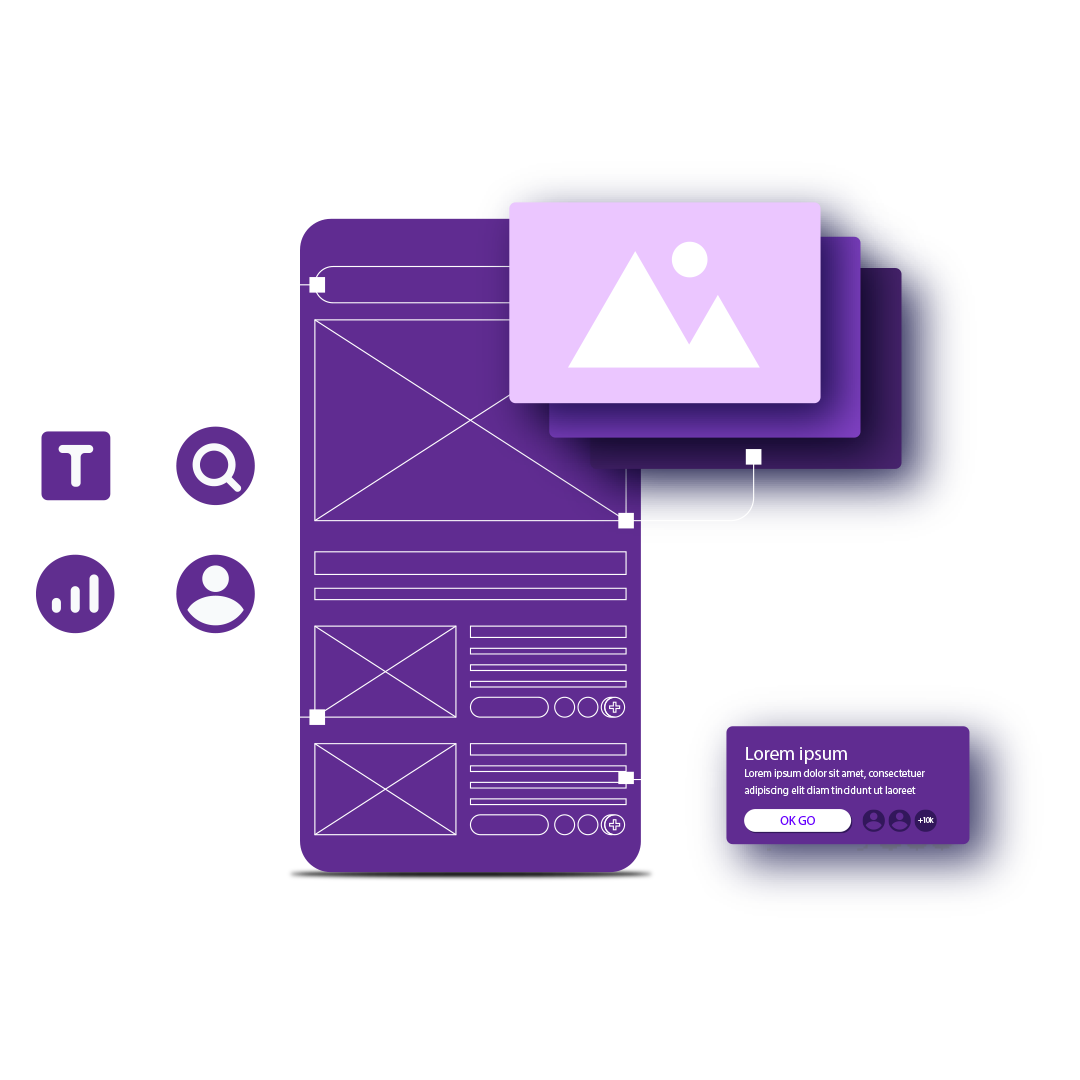 T
Lorem ipsum
Lorem ipsum dolor sit amet, consectetuer
adipiscing elit diam tincidunt ut laoreet
OK GO
+10k